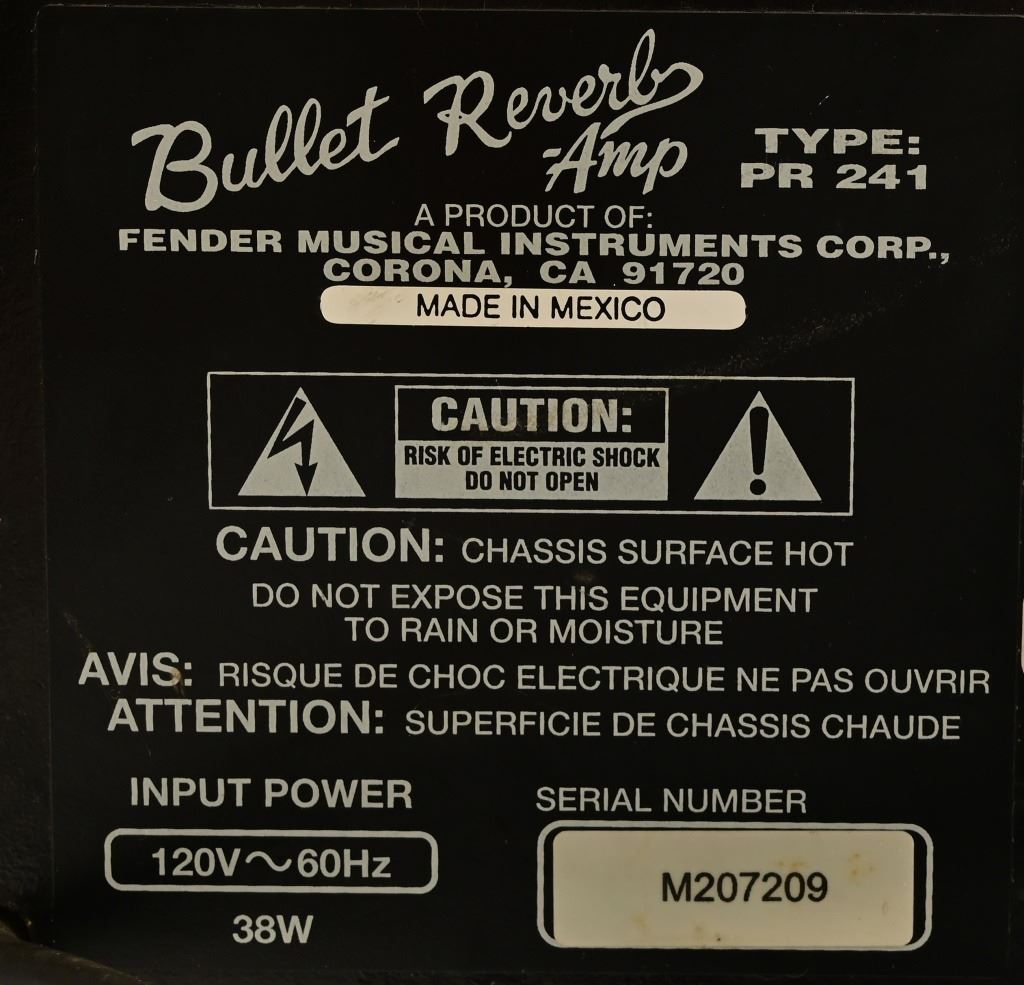 Bullet Reverb
-Amp
TYPE:
PR 241
A PRODUCT OF:
FENDER MUSICAL INSTRUMENTS CORP.,
CORONA, CA 91720
MADE IN MEXICO
CAUTION:
RISK OF ELECTRIC SHOCK
DO NOT OPEN
CAUTION: CHASSIS SURFACE HOT
DO NOT EXPOSE THIS EQUIPMENT
TO RAIN OR MOISTURE
AVIS: RISQUE DE CHOC ELECTRIQUE NE PAS OUVRIR
ATTENTION: SUPERFICIE DE CHASSIS CHAUDE
INPUT POWER
120V~60Hz
38W
SERIAL NUMBER
M207209